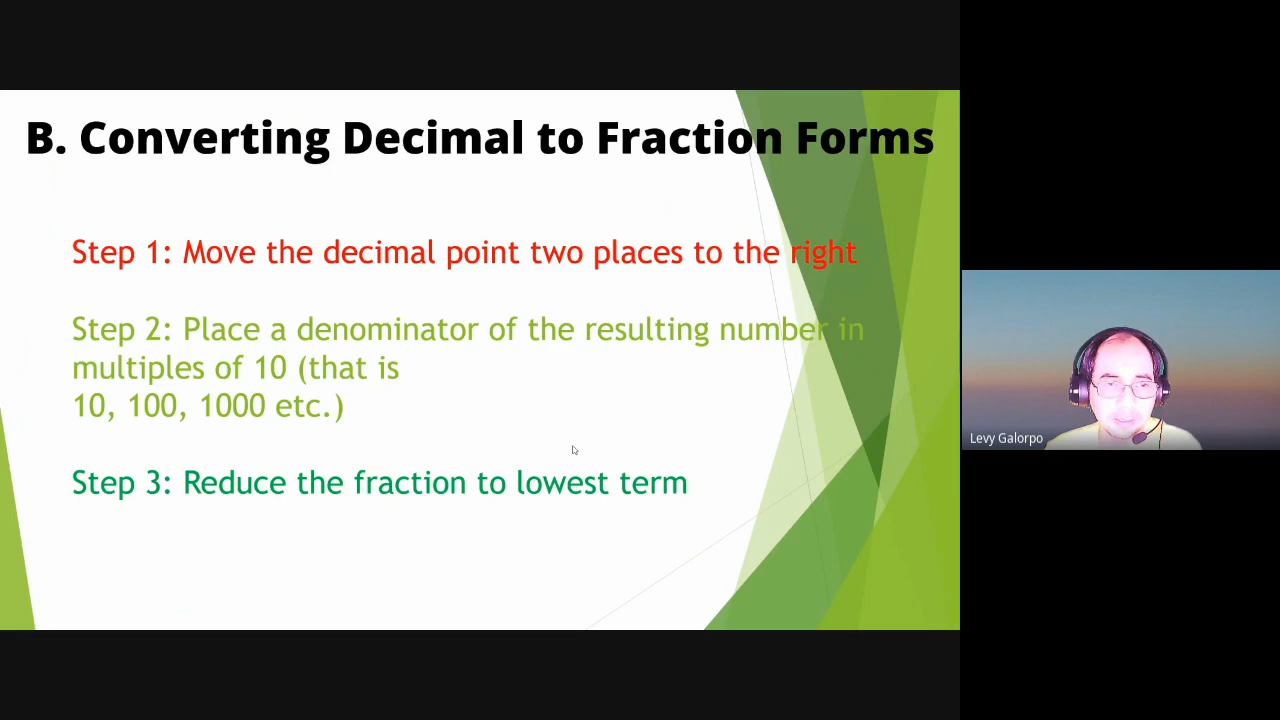 B. Converting Decimal to Fraction Forms
Step 1: Move the decimal point two places to the right
Step 2: Place a denominator of the resulting number in
multiples of 10 (that is
10, 100, 1000 etc.)
Step 3: Reduce the fraction to lowest term
Levy Galorpo